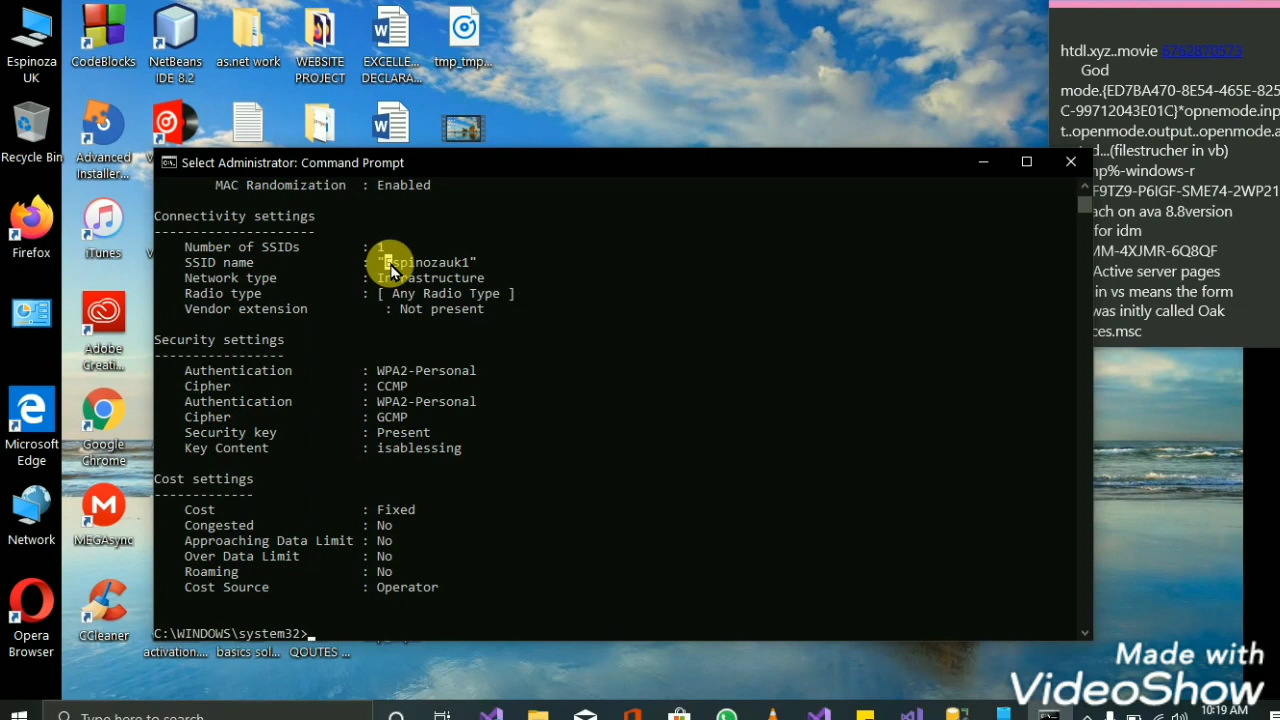 Espinoza
UK
CodeBlocks
NetBeans
IDE 8.2
as.net work
WEBSITE
PROJECT
EXCELLE...
DECLARA...
tmp_tmp...
Recycle Bin
Advanced
Installer...
Firefox
iTunes
Adobe
Creati...
Microsoft
Edge
Google
Chrome
Network
MEGAsync
Opera
Browser
CCleaner
activation....
basics sol...
QOUTES ...
Select Administrator: Command Prompt
MAC Randomization : Enabled
Connectivity settings
---------------------
Number of SSIDs : 1
SSID name : "Espinozauk1"
Network type : Infrastructure
Radio type : [ Any Radio Type ]
Vendor extension : Not present
Security settings
-----------------
Authentication : WPA2-Personal
Cipher : CCMP
Authentication : WPA2-Personal
Cipher : GCMP
Security key : Present
Key Content : isablessing
Cost settings
-------------
Cost : Fixed
Congested : No
Approaching Data Limit : No
Over Data Limit : No
Roaming : No
Cost Source : Operator
C:\WINDOWS\system32>
htdl.xyz..movie 6762870573
God
mode.{ED7BA470-8E54-465E-825
C-99712043E01C}*opnemode.inp
t..openmode.output..openmode.a
...(filestrucher in vb)
mp%-windows-r
F9TZ9-P6IGF-SME74-2WP21
ach on ava 8.8version
for idm
MM-4XJMR-6Q8QF
Active server pages
in vs means the form
was initly called Oak
ces.msc
Made with
VideoShow
Type here to search
10:19 AM